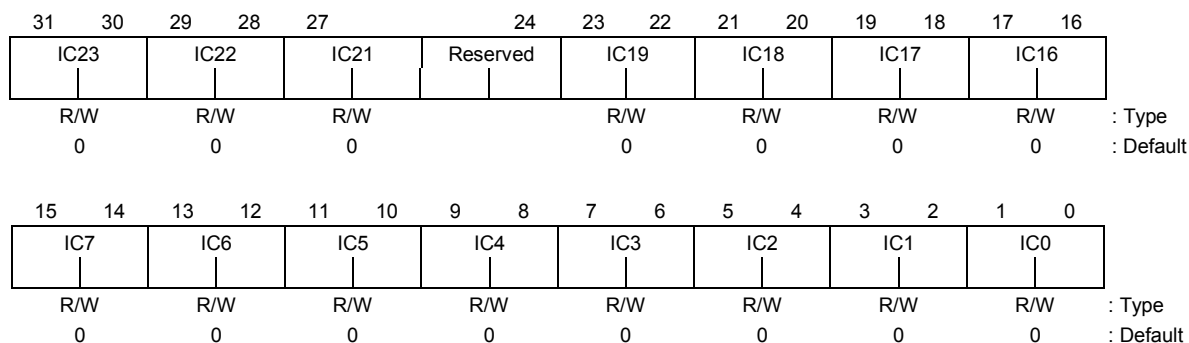 31 30 29 28 27 24 23 22 21 20 19 18 17 16
IC23 IC22 IC21 Reserved IC19 IC18 IC17 IC16
R/W R/W R/W R/W R/W R/W R/W : Type
0 0 0 0 0 0 0 : Default
15 14 13 12 11 10 9 8 7 6 5 4 3 2 1 0
IC7 IC6 IC5 IC4 IC3 IC2 IC1 IC0
R/W R/W R/W R/W R/W R/W R/W R/W : Type
0 0 0 0 0 0 0 0 : Default